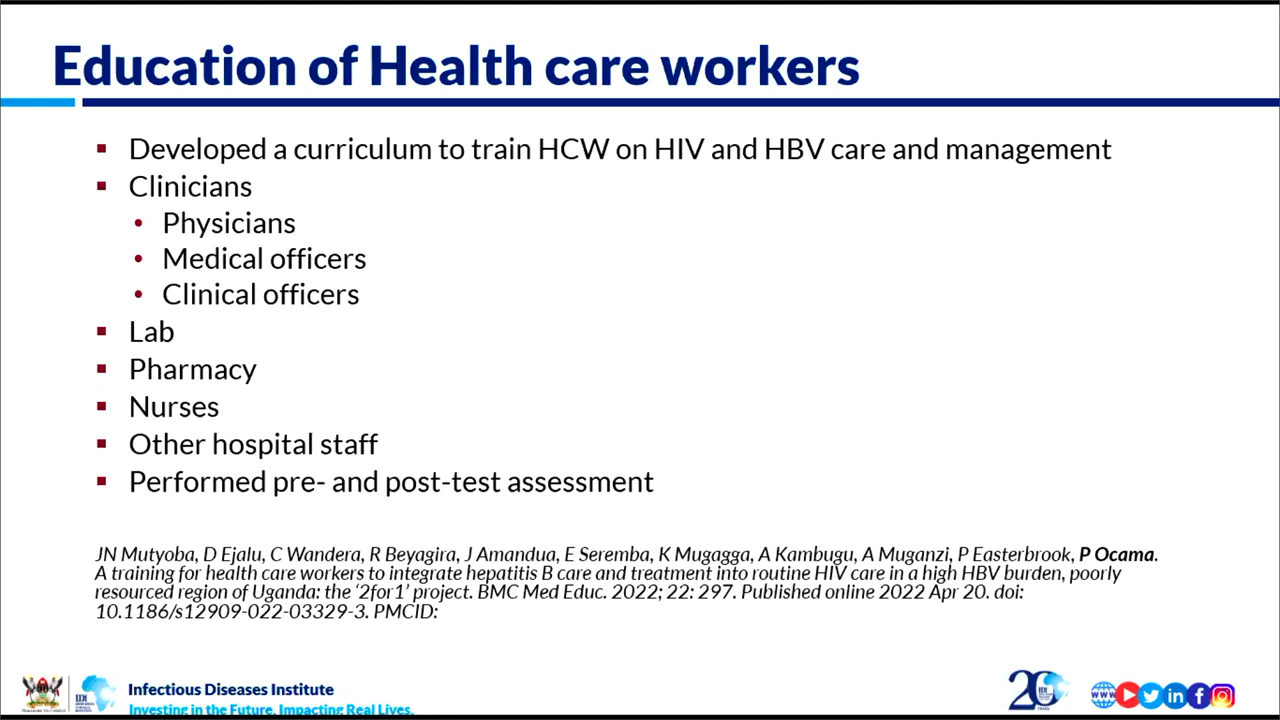 Education of Health care workers
▪ Developed a curriculum to train HCW on HIV and HBV care and management
▪ Clinicians
• Physicians
• Medical officers
• Clinical officers
▪ Lab
▪ Pharmacy
▪ Nurses
▪ Other hospital staff
▪ Performed pre- and post-test assessment
JN Mutyoba, D Ejalu, C Wandera, R Beyagira, J Amandua, E Seremba, K Mugagga, A Kambugu, A Muganzi, P Easterbrook, P Ocama.
A training for health care workers to integrate hepatitis B care and treatment into routine HIV care in a high HBV burden, poorly
resourced region of Uganda: the ‘2for1’ project. BMC Med Educ. 2022; 22: 297. Published online 2022 Apr 20. doi:
10.1186/s12909-022-03329-3. PMCID:
Infectious Diseases Institute
Investing in the Future. Impacting Real Lives.
20